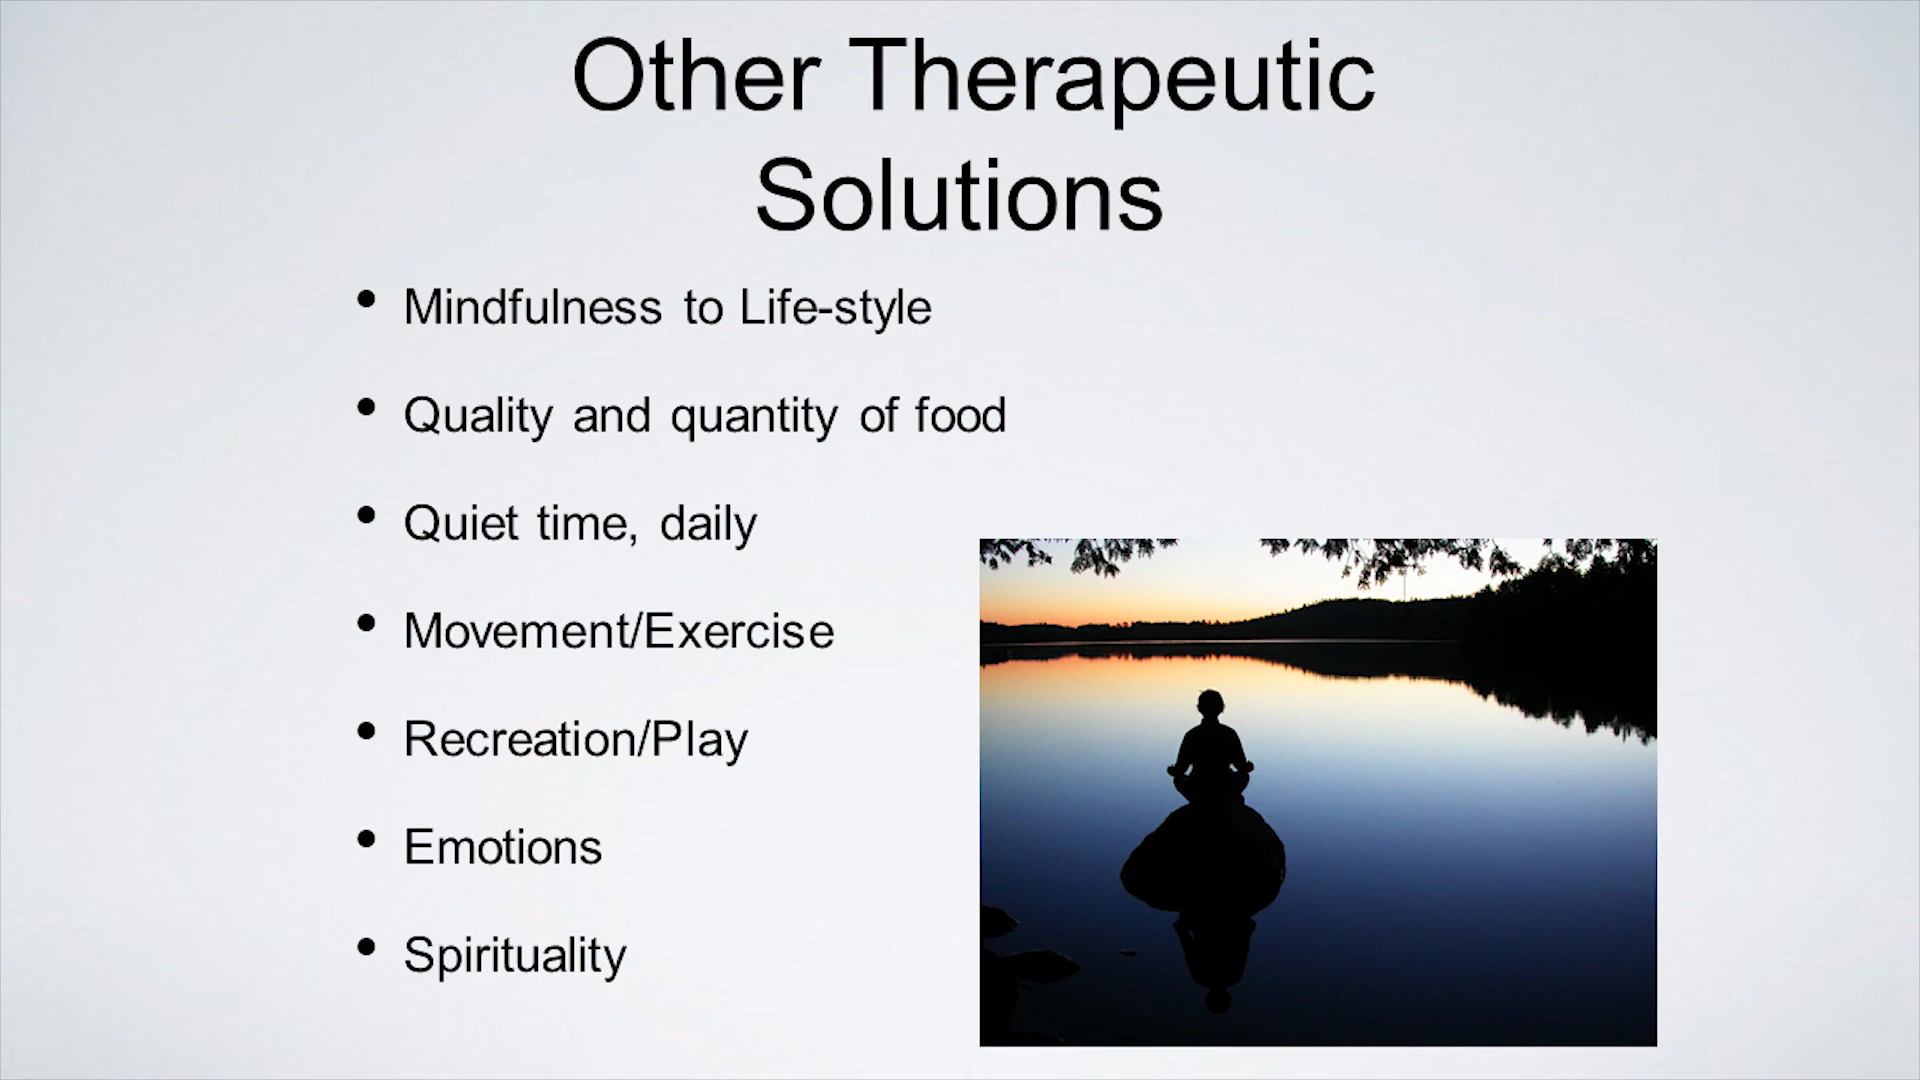 Other Therapeutic
Solutions
• Mindfulness to Life-style
• Quality and quantity of food
• Quiet time, daily
• Movement/Exercise
• Recreation/Play
• Emotions
• Spirituality